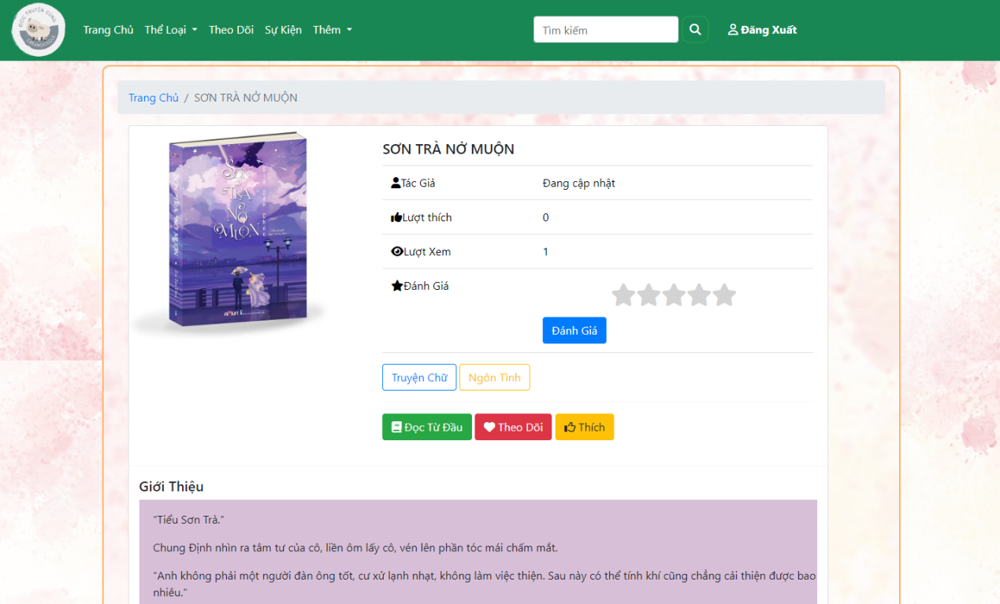 ĐỌC TRUYỆN CÙNG
Trang Chủ Thể Loại Theo Dõi Sự Kiện Thêm Tìm kiếm Đăng Xuất
Trang Chủ / SƠN TRÀ NỞ MUỘN
SƠN
TRÀ
NỞ
MUỘN
SƠN TRÀ NỞ MUỘN
Tác Giả Đang cập nhật
Lượt thích 0
Lượt Xem 1
Đánh Giá
Đánh Giá
Truyện Chữ Ngôn Tình
Đọc Từ Đầu Theo Dõi Thích
Giới Thiệu
“Tiểu Sơn Trà.”
Chung Định nhìn ra tâm tư của cô, liền ôm lấy cô, vén lên phần tóc mái chấm mắt.
“Anh không phải một người đàn ông tốt, cư xử lạnh nhạt, không làm việc thiện. Sau này có thể tính khí cũng chẳng cải thiện được bao
nhiêu."